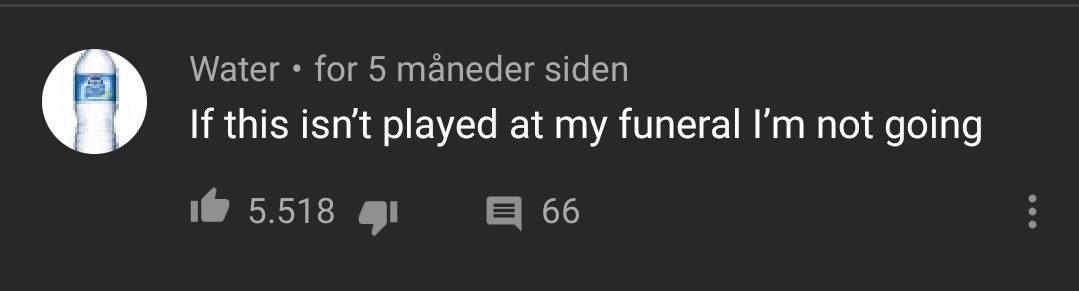 Water • for 5 måneder siden
If this isn’t played at my funeral I’m not going
5.518 66